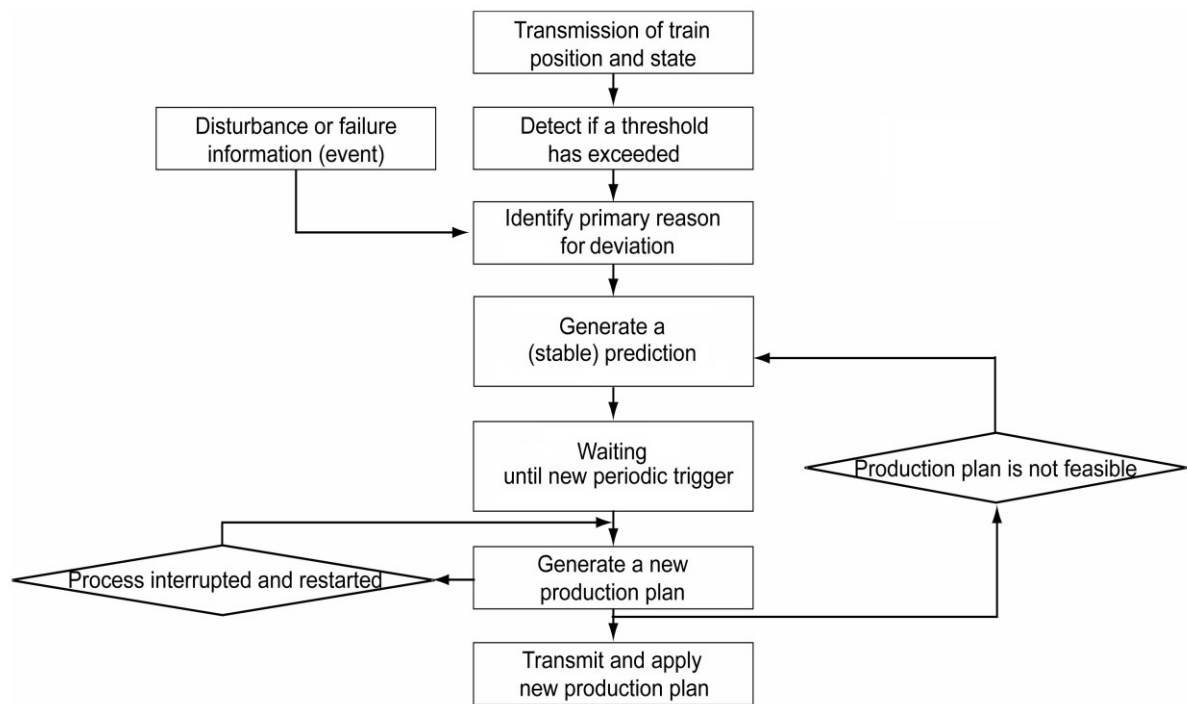 Transmission of train
position and state
Disturbance or failure
information (event)
Detect if a threshold
has exceeded
Identify primary reason
for deviation
Generate a
(stable) prediction
Waiting
until new periodic trigger
Production plan is not feasible
Process interrupted and restarted
Generate a new
production plan
Transmit and apply
new production plan